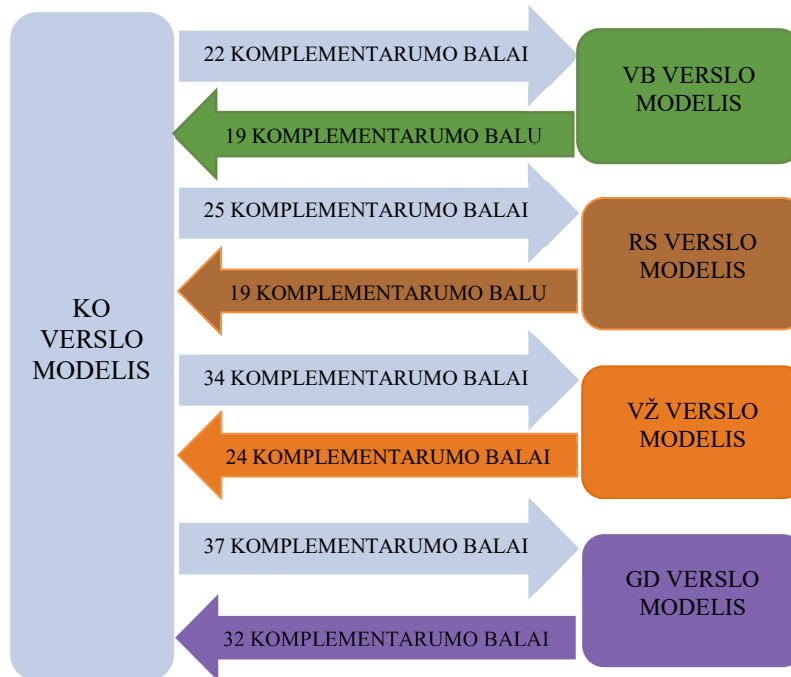 22 KOMPLEMENTARUMO BALAI
VB VERSLO
MODELIS
19 KOMPLEMENTARUMO BALŲ
25 KOMPLEMENTARUMO BALAI
RS VERSLO
MODELIS
19 KOMPLEMENTARUMO BALŲ
KO
VERSLO
MODELIS
34 KOMPLEMENTARUMO BALAI
VŽ VERSLO
MODELIS
24 KOMPLEMENTARUMO BALAI
37 KOMPLEMENTARUMO BALAI
GD VERSLO
MODELIS
32 KOMPLEMENTARUMO BALAI